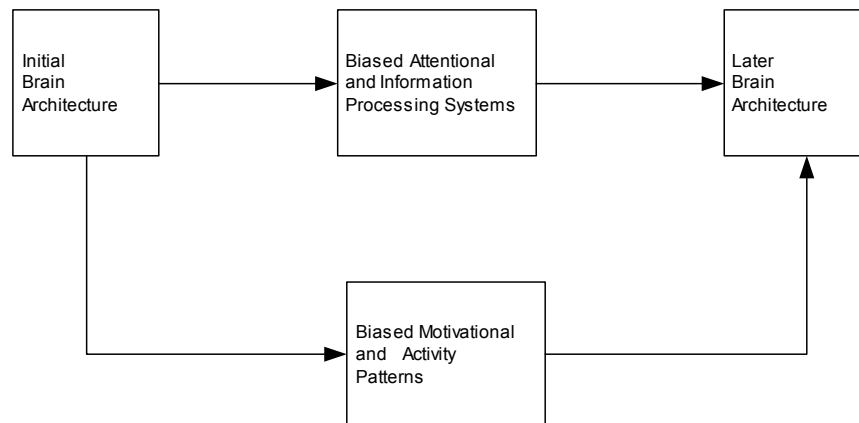 Initial
Brain
Architecture
Biased Attentional
and Information
Processing Systems
Later
Brain
Architecture
Biased Motivational
and Activity
Patterns